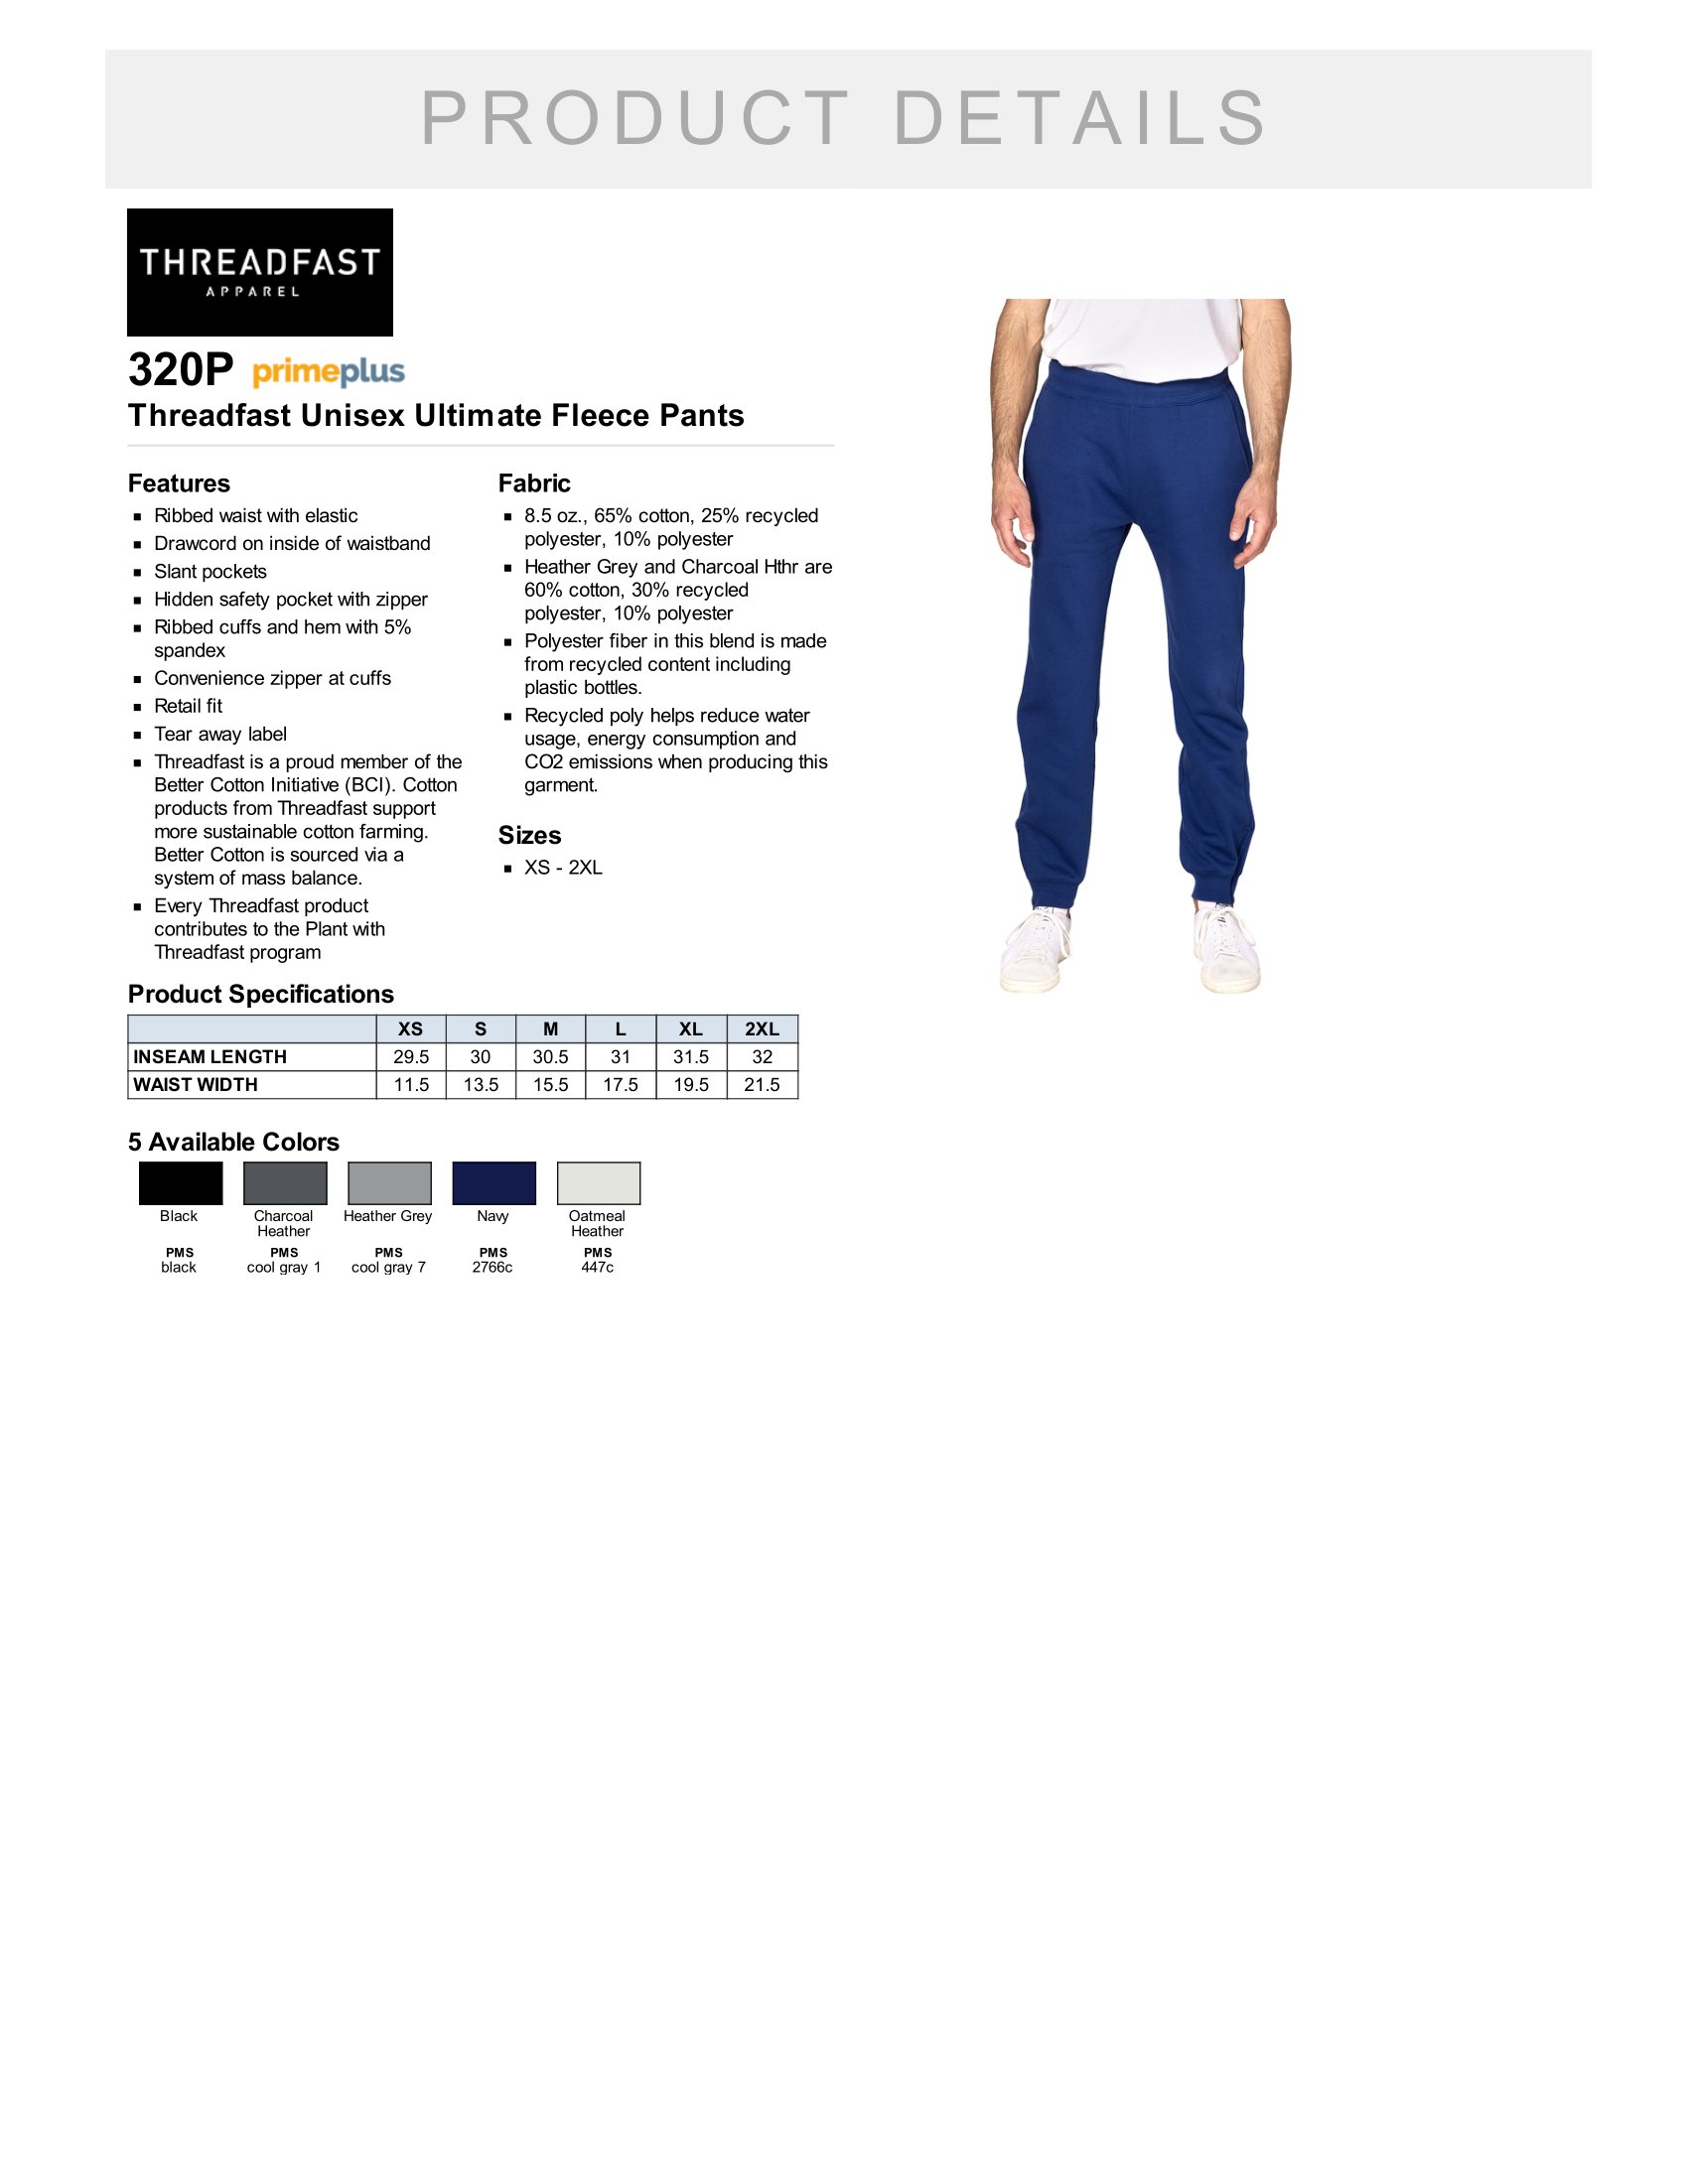 PRODUCT DETAILS
THREADFAST
APPAREL
320P primeplus
Threadfast Unisex Ultimate Fleece Pants
Features
▪ Ribbed waist with elastic
▪ Drawcord on inside of waistband
▪ Slant pockets
▪ Hidden safety pocket with zipper
▪ Ribbed cuffs and hem with 5%
spandex
▪ Convenience zipper at cuffs
▪ Retail fit
▪ Tear away label
▪ Threadfast is a proud member of the
Better Cotton Initiative (BCI). Cotton
products from Threadfast support
more sustainable cotton farming.
Better Cotton is sourced via a
system of mass balance.
▪ Every Threadfast product
contributes to the Plant with
Threadfast program
Fabric
▪ 8.5 oz., 65% cotton, 25% recycled
polyester, 10% polyester
▪ Heather Grey and Charcoal Hthr are
60% cotton, 30% recycled
polyester, 10% polyester
▪ Polyester fiber in this blend is made
from recycled content including
plastic bottles.
▪ Recycled poly helps reduce water
usage, energy consumption and
CO2 emissions when producing this
garment.
Sizes
▪ XS - 2XL
Product Specifications
XS S M L XL 2XL
INSEAM LENGTH 29.5 30 30.5 31 31.5 32
WAIST WIDTH 11.5 13.5 15.5 17.5 19.5 21.5
5 Available Colors
Black Charcoal Heather Grey Navy Oatmeal
Heather Heather
PMS PMS PMS PMS PMS
black cool gray 1 cool gray 7 2766c 447c